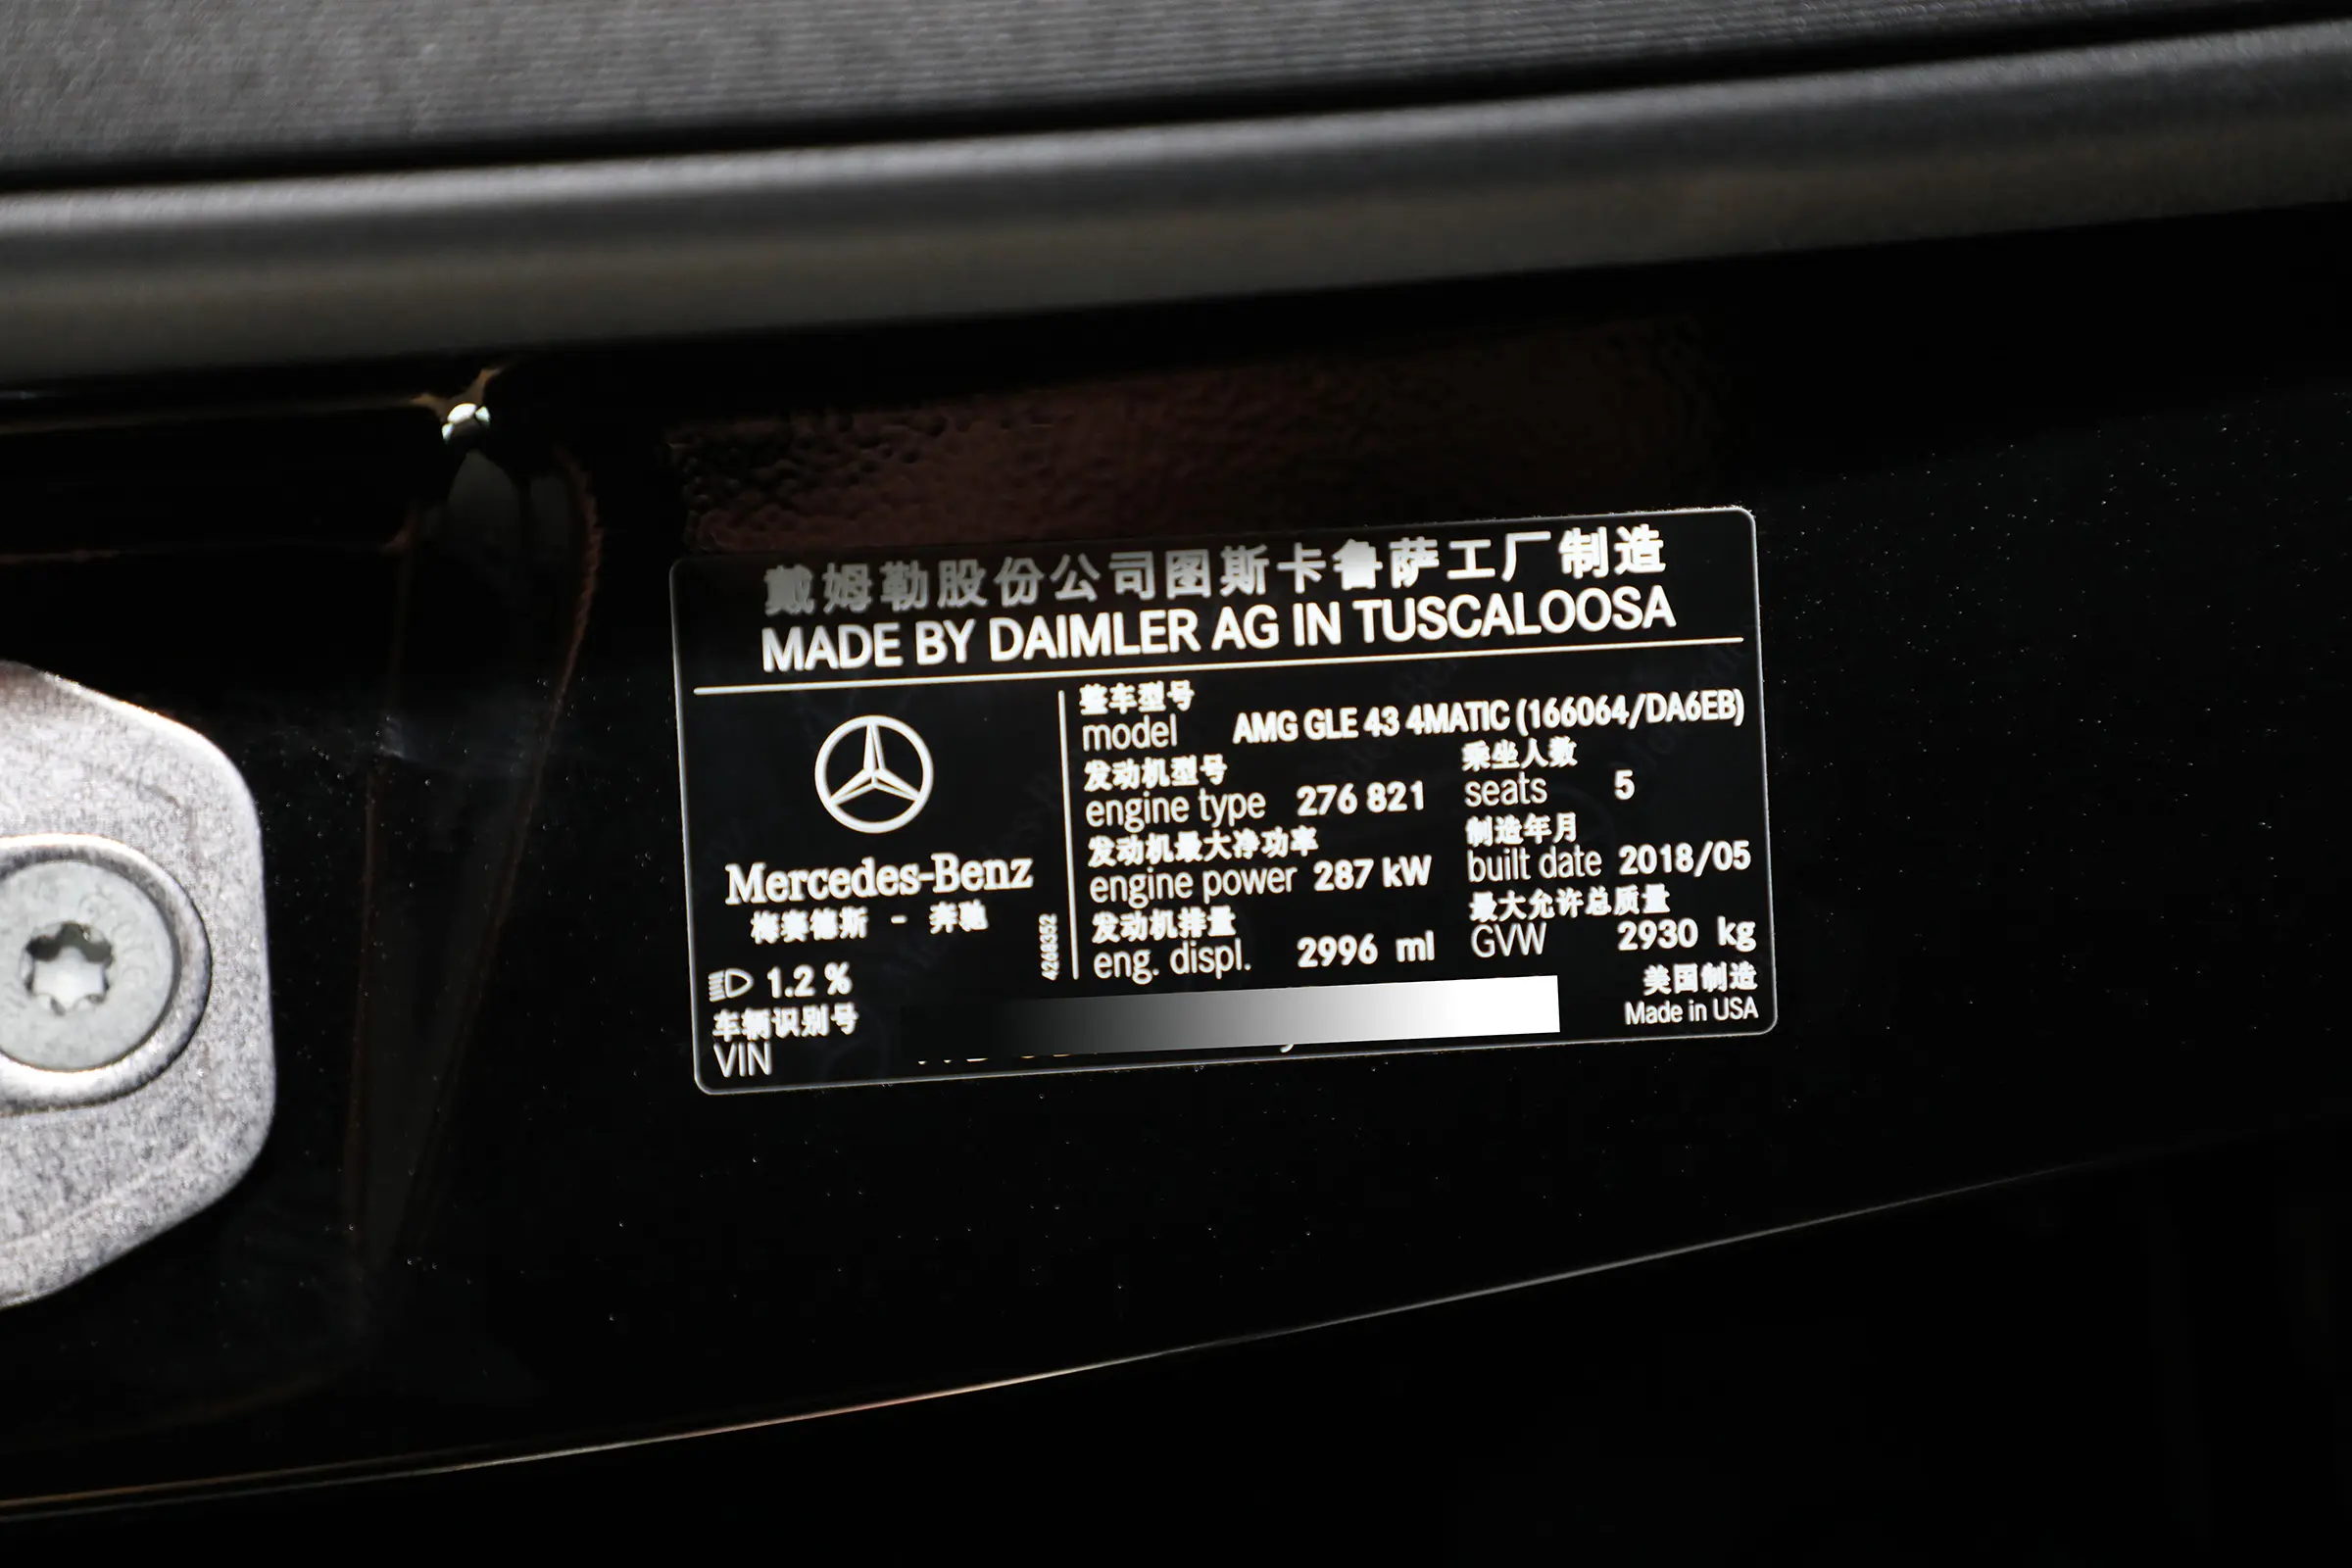 戴姆勒股份公司图斯卡鲁萨工厂制造
MADE BY DAIMLER AG IN TUSCALOOSA
Mercedes-Benz
梅赛德斯 - 奔驰
1.2 %
4266352
整车型号
model AMG GLE 43 4MATIC (166064/DA6EB)
发动机型号 乘坐人数
engine type 276 821 seats 5
发动机最大净功率 制造年月
engine power 287 kW built date 2018/05
发动机排量 最大允许总质量
eng. displ. 2996 ml GVW 2930 kg
车辆识别号 美国制造
VIN Made in USA